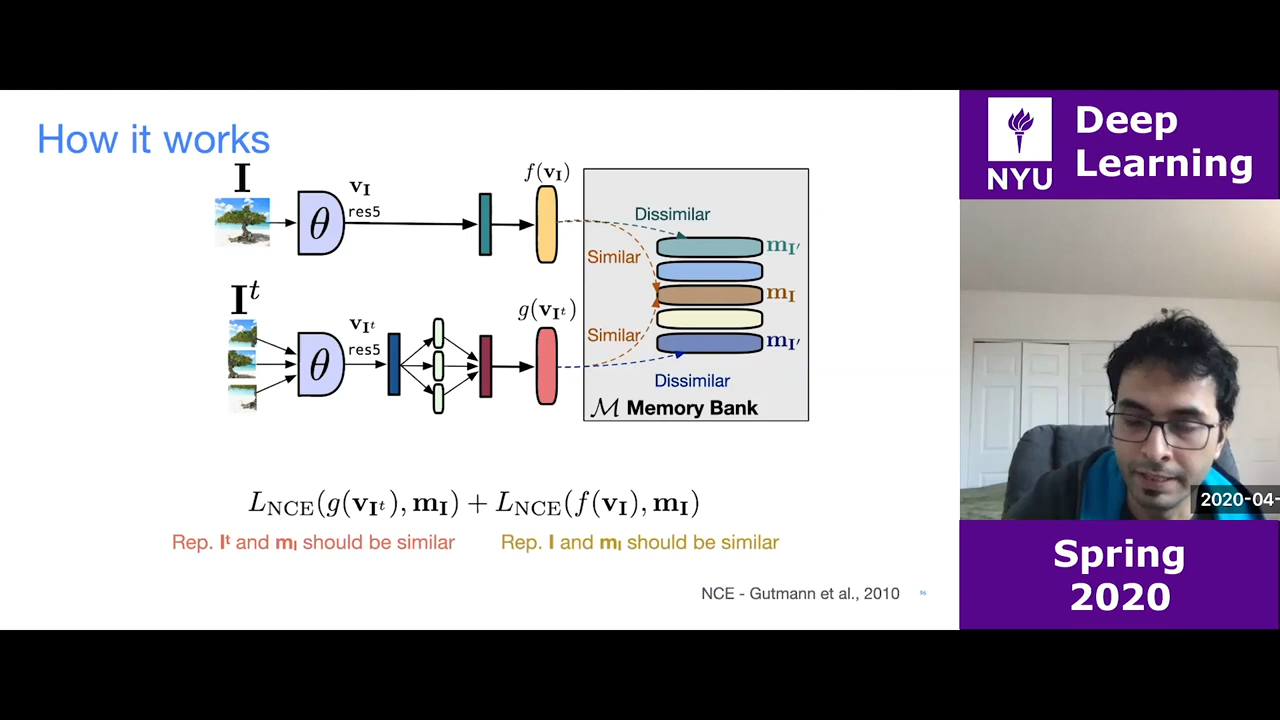 How it works
I
θ
v_I
res5
f(v_I)
Dissimilar
m_I′
Similar
m_I
I^t
θ
v_I^t
res5
g(v_I^t)
Similar
m_I′
Dissimilar
M Memory Bank
L_NCE(g(v_I^t), m_I) + L_NCE(f(v_I), m_I)
Rep. I^t and m_I should be similar
Rep. I and m_I should be similar
NCE - Gutmann et al., 2010
96
NYU
Deep
Learning
2020-04-
Spring
2020